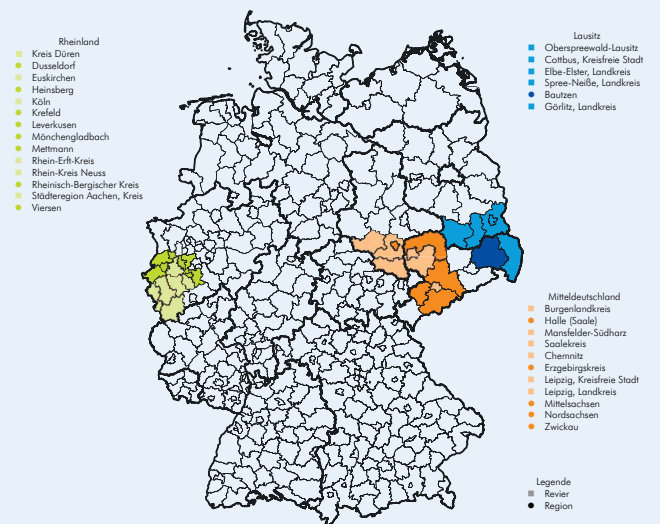 Rheinland
Kreis Düren
Dusseldorf
Euskirchen
Heinsberg
Köln
Krefeld
Leverkusen
Mönchengladbach
Mettmann
Rhein-Erft-Kreis
Rhein-Kreis Neuss
Rheinisch-Bergischer Kreis
Städteregion Aachen, Kreis
Viersen
Lausitz
Oberspreewald-Lausitz
Cottbus, Kreisfreie Stadt
Elbe-Elster, Landkreis
Spree-Neiße, Landkreis
Bautzen
Görlitz, Landkreis
Mitteldeutschland
Burgenlandkreis
Halle (Saale)
Mansfelder-Südharz
Saalekreis
Chemnitz
Erzgebirgskreis
Leipzig, Kreisfreie Stadt
Leipzig, Landkreis
Mittelsachsen
Nordsachsen
Zwickau
Legende
Revier
Region